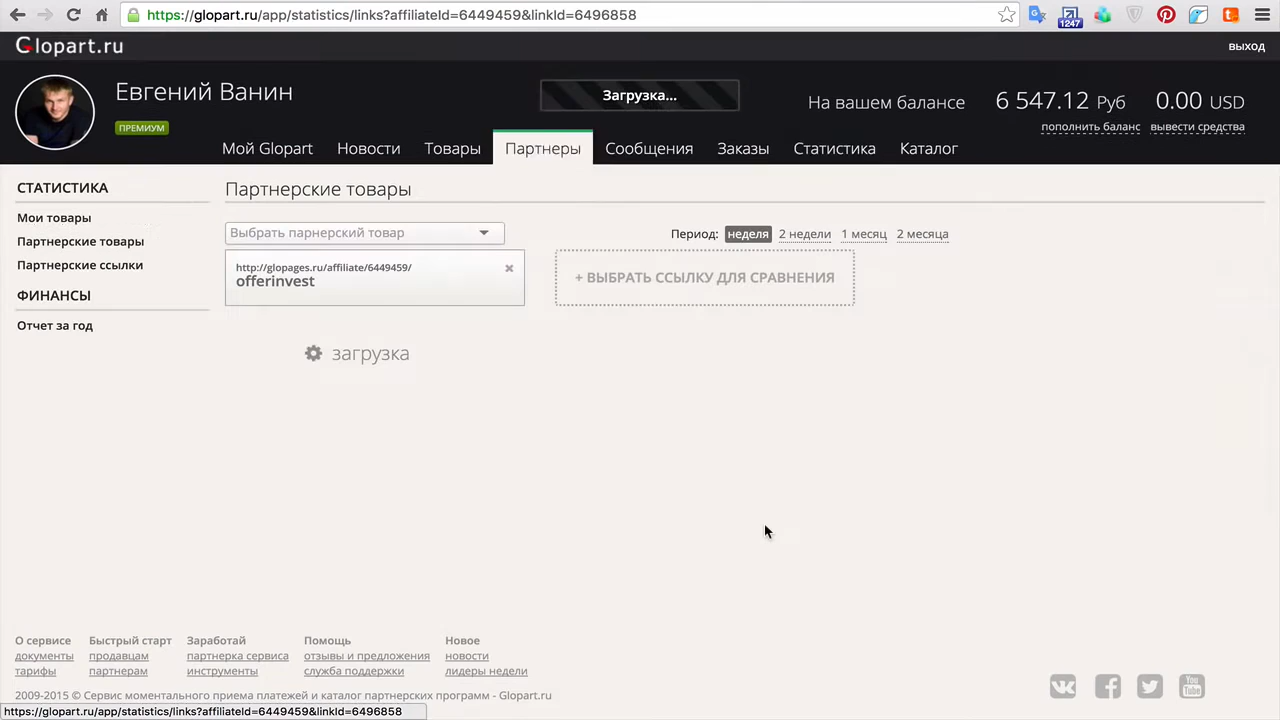 https://glopart.ru/app/statistics/links?affiliateId=6449459&linkId=6496858
1247
Glopart.ru
выход
Евгений Ванин
ПРЕМИУМ
Загрузка...
На вашем балансе 6 547.12 Руб 0.00 USD
пополнить баланс вывести средства
Мой Glopart Новости Товары Партнеры Сообщения Заказы Статистика Каталог
СТАТИСТИКА
Мои товары
Партнерские товары
Партнерские ссылки
ФИНАНСЫ
Отчет за год
Партнерские товары
Выбрать парнерский товар
Период: неделя 2 недели 1 месяц 2 месяца
http://glopages.ru/affiliate/6449459/
offerinvest
+ ВЫБРАТЬ ССЫЛКУ ДЛЯ СРАВНЕНИЯ
загрузка
О сервисе Быстрый старт Заработай Помощь Новое
документы продавцам партнерка сервиса отзывы и предложения новости
тарифы партнерам инструменты служба поддержки лидеры недели
2009-2015 © Сервис моментального приема платежей и каталог партнерских программ - Glopart.ru
You Tube
https://glopart.ru/app/statistics/links?affiliateId=6449459&linkId=6496858